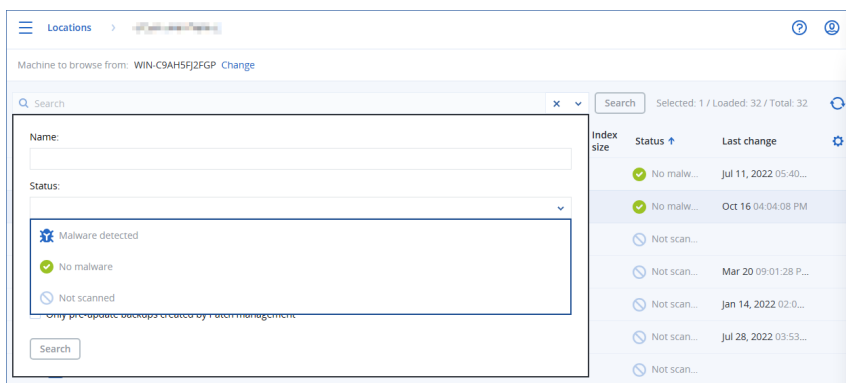 Locations >
Machine to browse from: WIN-C9AH5FJ2FGP Change
Search
Search Selected: 1 / Loaded: 32 / Total: 32
Name:
Index size Status ↑ Last change
No malw... Jul 11, 2022 05:40...
Status:
No malw... Oct 16 04:04:08 PM
Malware detected
Not scan...
No malware
Not scan... Mar 20 09:01:28 P...
Not scanned
Not scan... Jan 14, 2022 02:0...
Only pre-update backups created by Patch management
Not scan... Jul 28, 2022 03:53...
Search
Not scan...